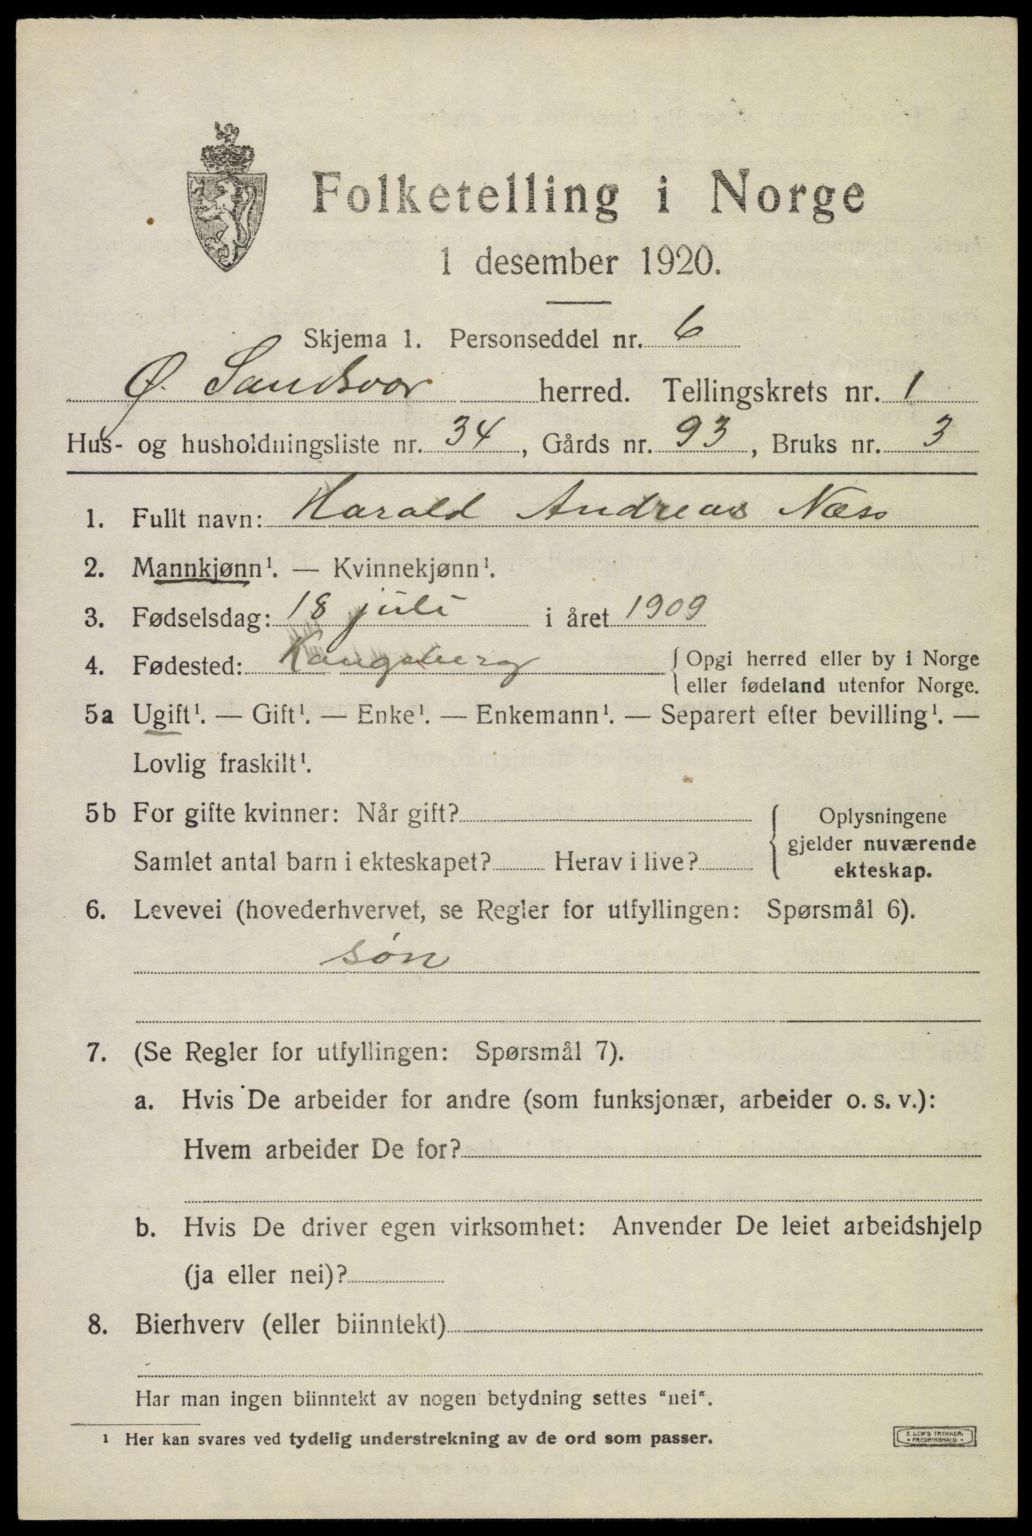 Folketelling i Norge
1 desember 1920.
Skjema 1. Personseddel nr. 6
Ø. Sandsvær herred. Tellingskrets nr. 1
Hus- og husholdningsliste nr. 34, Gårds nr. 93, Bruks nr. 3
1. Fullt navn: Harald Andreas Næss
2. Mannkjønn¹. — Kvinnekjønn¹.
3. Fødselsdag: 18 juli i året 1909
4. Fødested: Kongsberg { Opgi herred eller by i Norge
eller fødeland utenfor Norge.
5a Ugift¹. — Gift¹. — Enke¹. — Enkemann¹. — Separert efter bevilling¹. —
Lovlig fraskilt¹.
5b For gifte kvinner: Når gift?
Samlet antal barn i ekteskapet? Herav i live?
{ Oplysningene
gjelder nuværende
ekteskap.
6. Levevei (hovederhvervet, se Regler for utfyllingen: Spørsmål 6).
søn
7. (Se Regler for utfyllingen: Spørsmål 7).
a. Hvis De arbeider for andre (som funksjonær, arbeider o. s. v.):
Hvem arbeider De for?
b. Hvis De driver egen virksomhet: Anvender De leiet arbeidshjelp
(ja eller nei)?
8. Bierhverv (eller biinntekt)
Har man ingen biinntekt av nogen betydning settes "nei".
¹ Her kan svares ved tydelig understrekning av de ord som passer.
E. SEM'S TRYKKERI
• FREDRIKSHALD •